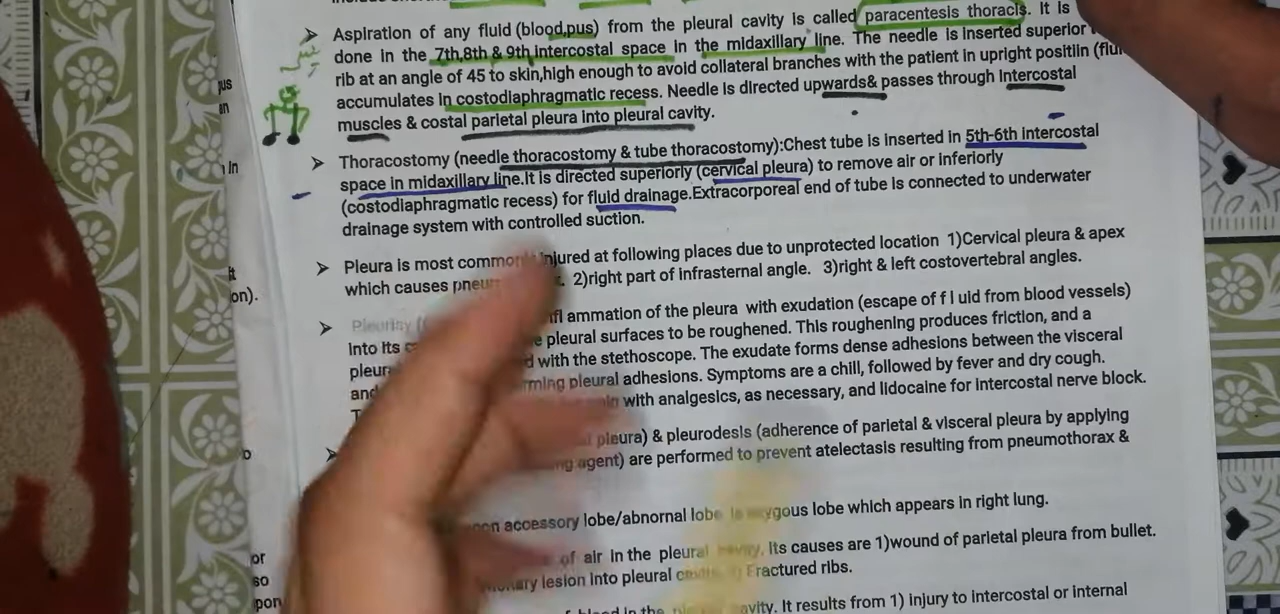 ➤ Aspiration of any fluid (blood,pus) from the pleural cavity is called paracentesis thoracis. It is
done in the 7th,8th & 9th intercostal space in the midaxillary line. The needle is inserted superior
rib at an angle of 45 to skin,high enough to avoid collateral branches with the patient in upright positiin
accumulates in costodiaphragmatic recess. Needle is directed upwards& passes through intercostal
muscles & costal parietal pleura into pleural cavity.
➤ Thoracostomy (needle thoracostomy & tube thoracostomy):Chest tube is inserted in 5th-6th intercostal
space in midaxillary line.It is directed superiorly (cervical pleura) to remove air or inferiorly
(costodiaphragmatic recess) for fluid drainage.Extracorporeal end of tube is connected to underwater
drainage system with controlled suction.
➤ Pleura is most injured at following places due to unprotected location 1)Cervical pleura & apex
which causes 2)right part of infrasternal angle. 3)right & left costovertebral angles.
➤ ammation of the pleura with exudation (escape of f l uid from blood vessels)
into its pleural surfaces to be roughened. This roughening produces friction, and a
with the stethoscope. The exudate forms dense adhesions between the visceral
pleural adhesions. Symptoms are a chill, followed by fever and dry cough.
with analgesics, as necessary, and lidocaine for intercostal nerve block.
➤ pleura) & pleurodesis (adherence of parietal & visceral pleura by applying
agent) are performed to prevent atelectasis resulting from pneumothorax &
accessory lobe/abnornal lobe is azygous lobe which appears in right lung.
of air in the pleural cavity. Its causes are 1)wound of parietal pleura from bullet.
lesion into pleural Fractured ribs.
blood in the cavity. It results from 1) injury to intercostal or internal
pus
in
on).
or
so